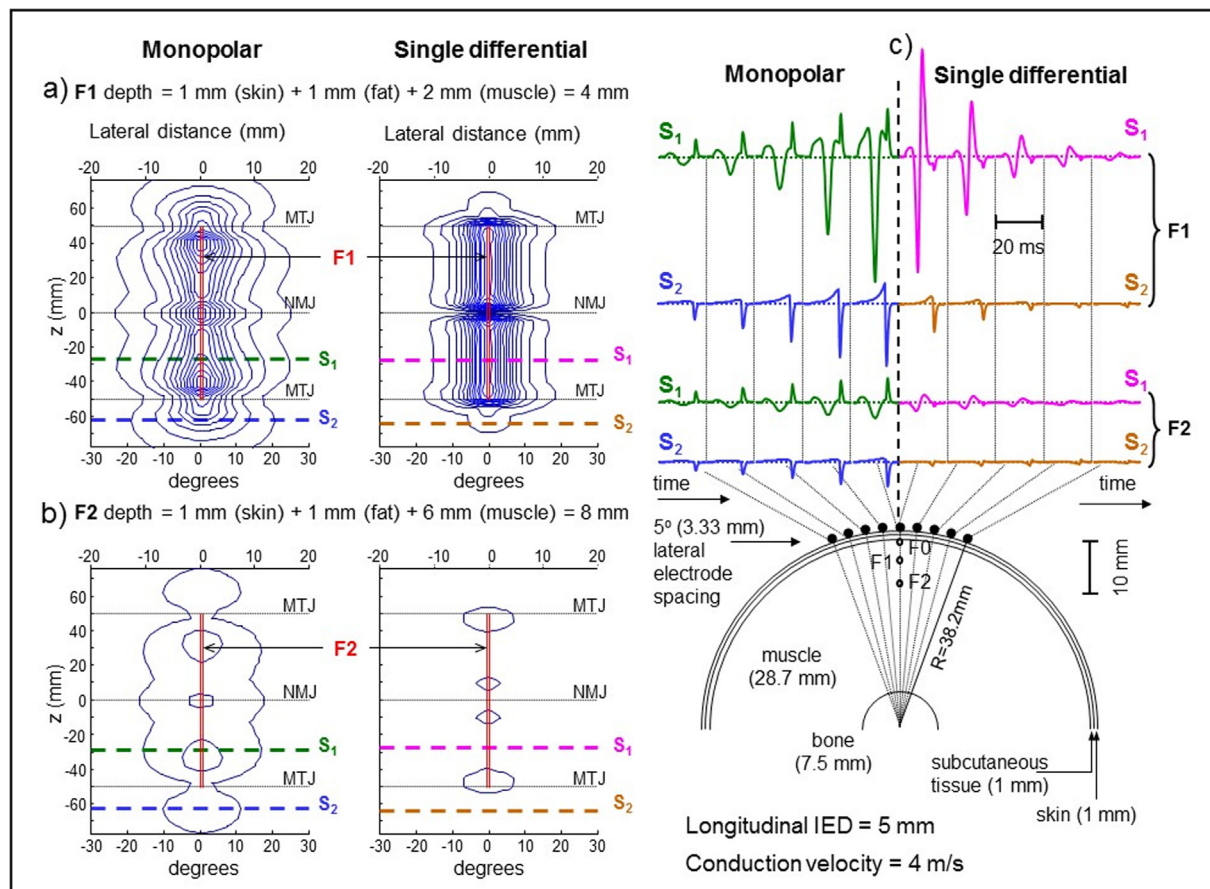 Monopolar
Single differential
a) F1 depth = 1 mm (skin) + 1 mm (fat) + 2 mm (muscle) = 4 mm
Lateral distance (mm)
Lateral distance (mm)
-20 -10 0 10 20
-20 -10 0 10 20
60
40
20
0
-20
-40
-60
z (mm)
MTJ
NMJ
MTJ
F1
MTJ
NMJ
MTJ
S1
S2
S1
S2
-30 -20 -10 0 10 20 30
degrees
-30 -20 -10 0 10 20 30
degrees
b) F2 depth = 1 mm (skin) + 1 mm (fat) + 6 mm (muscle) = 8 mm
-20 -10 0 10 20
-20 -10 0 10 20
60
40
20
0
-20
-40
-60
z (mm)
MTJ
NMJ
MTJ
F2
MTJ
NMJ
MTJ
S1
S2
S1
S2
-30 -20 -10 0 10 20 30
degrees
-30 -20 -10 0 10 20 30
degrees
c)
Monopolar
Single differential
S1
S1
20 ms
F1
S2
S2
S1
S1
F2
S2
S2
time
time
5º (3.33 mm)
lateral
electrode
spacing
F0
F1
F2
10 mm
R=38.2mm
muscle
(28.7 mm)
bone
(7.5 mm)
subcutaneous
tissue (1 mm)
skin (1 mm)
Longitudinal IED = 5 mm
Conduction velocity = 4 m/s